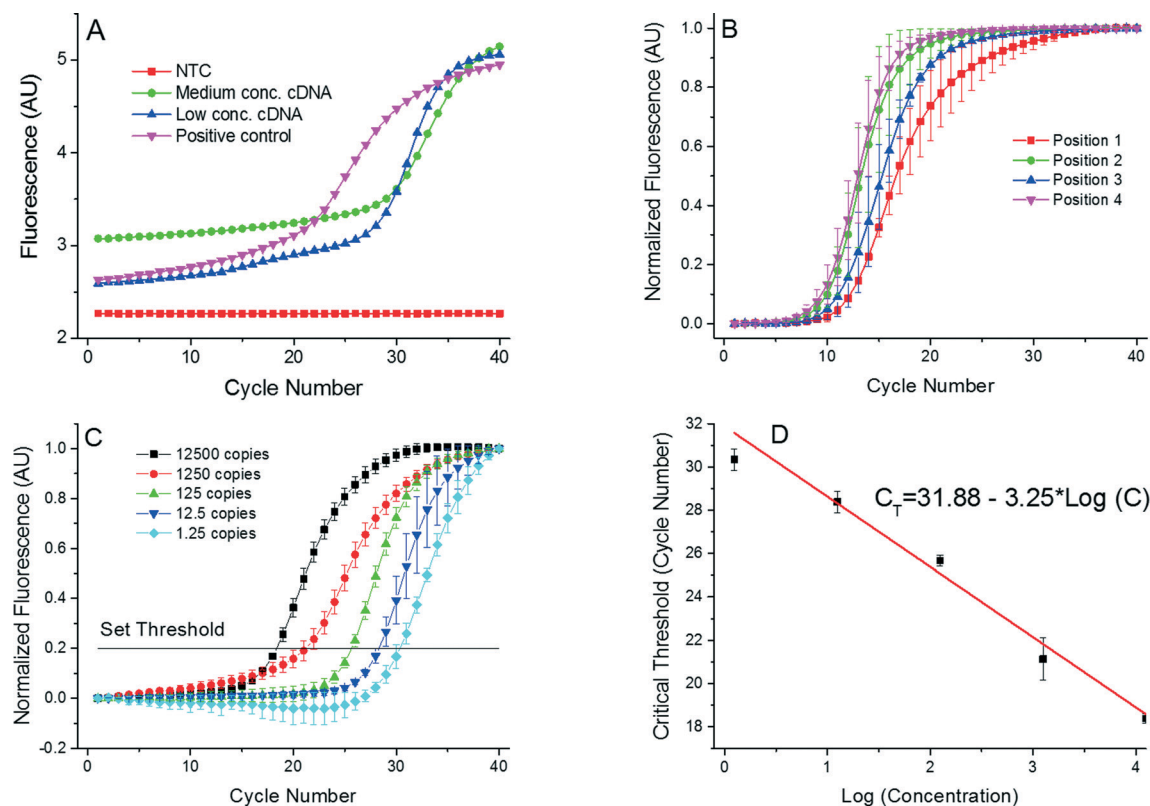 A
NTC
Medium conc. cDNA
Low conc. cDNA
Positive control
Fluorescence (AU)
5
4
3
2
0 10 20 30 40
Cycle Number
B
Position 1
Position 2
Position 3
Position 4
Normalized Fluorescence (AU)
1.0
0.8
0.6
0.4
0.2
0.0
0 10 20 30 40
Cycle Number
C
12500 copies
1250 copies
125 copies
12.5 copies
1.25 copies
Set Threshold
Normalized Fluorescence (AU)
1.0
0.8
0.6
0.4
0.2
0.0
-0.2
0 10 20 30 40
Cycle Number
D
C_T=31.88 - 3.25*Log (C)
Critical Threshold (Cycle Number)
32
30
28
26
24
22
20
18
0 1 2 3 4
Log (Concentration)